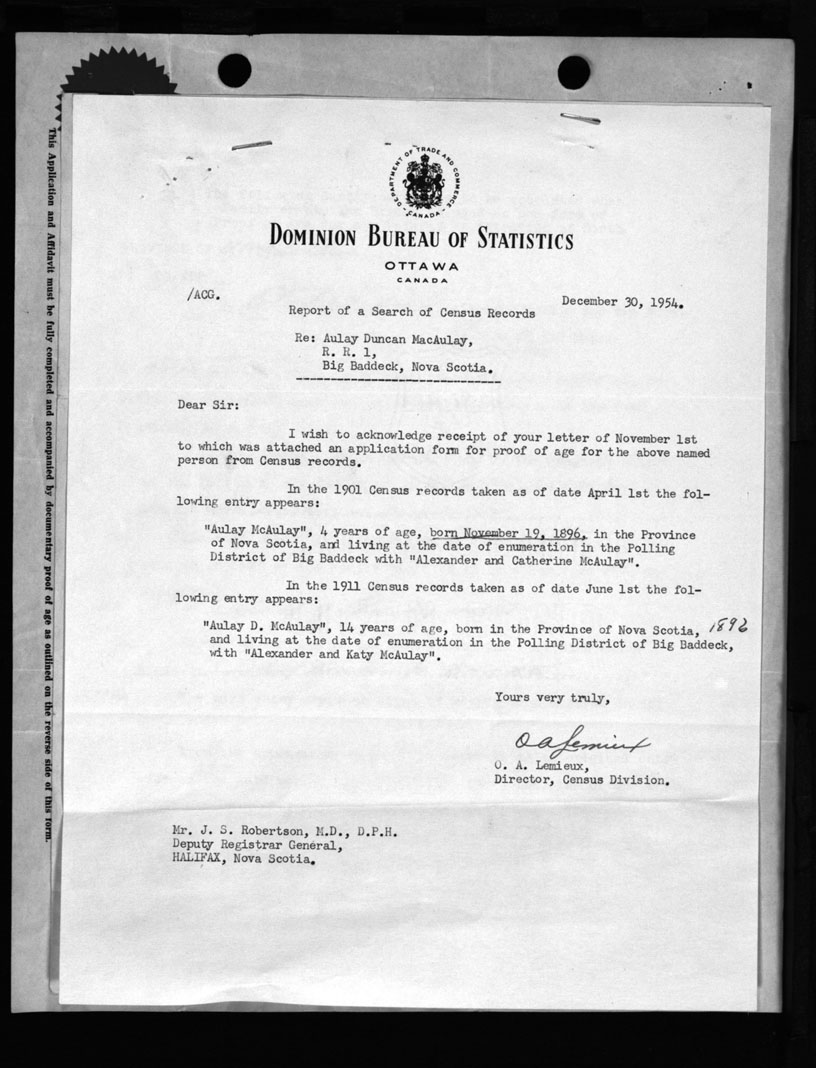 This Application and Affidavit must be fully completed and accompanied by documentary proof of age as outlined on the reverse side of this form.
DEPARTMENT OF TRADE AND COMMERCE
- CANADA -
DOMINION BUREAU OF STATISTICS
OTTAWA
CANADA
/ACG.
December 30, 1954.
Report of a Search of Census Records
Re: Aulay Duncan MacAulay,
R. R. 1,
Big Baddeck, Nova Scotia.
Dear Sir:
I wish to acknowledge receipt of your letter of November 1st
to which was attached an application form for proof of age for the above named
person from Census records.
In the 1901 Census records taken as of date April 1st the fol-
lowing entry appears:
"Aulay McAulay", 4 years of age, born November 19, 1896, in the Province
of Nova Scotia, and living at the date of enumeration in the Polling
District of Big Baddeck with "Alexander and Catherine McAulay".
In the 1911 Census records taken as of date June 1st the fol-
lowing entry appears:
"Aulay D. McAulay", 14 years of age, born in the Province of Nova Scotia, 1896
and living at the date of enumeration in the Polling District of Big Baddeck,
with "Alexander and Katy McAulay".
Yours very truly,
O A Lemieux
O. A. Lemieux,
Director, Census Division.
Mr. J. S. Robertson, M.D., D.P.H.
Deputy Registrar General,
HALIFAX, Nova Scotia.